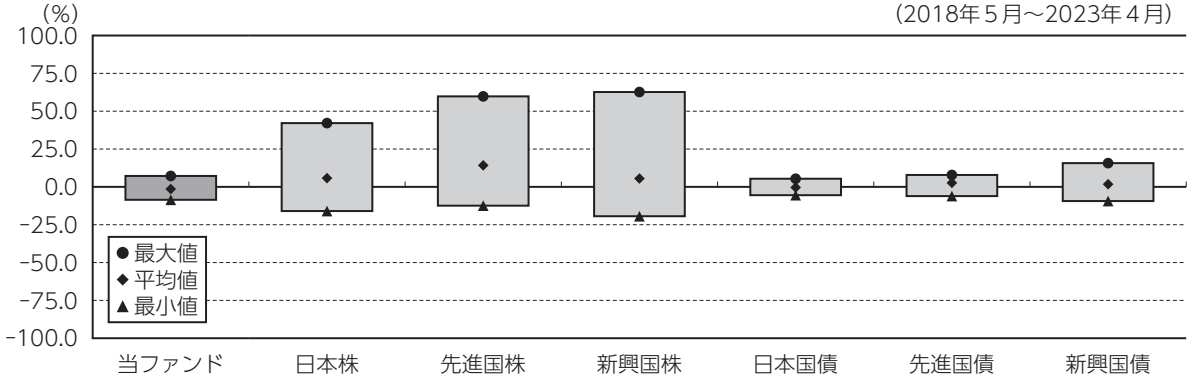 (%)
(2018年5月～2023年4月)
100.0
75.0
50.0
25.0
0.0
-25.0
-50.0
-75.0
-100.0
●最大値
◆平均値
▲最小値
当ファンド 日本株 先進国株 新興国株 日本国債 先進国債 新興国債